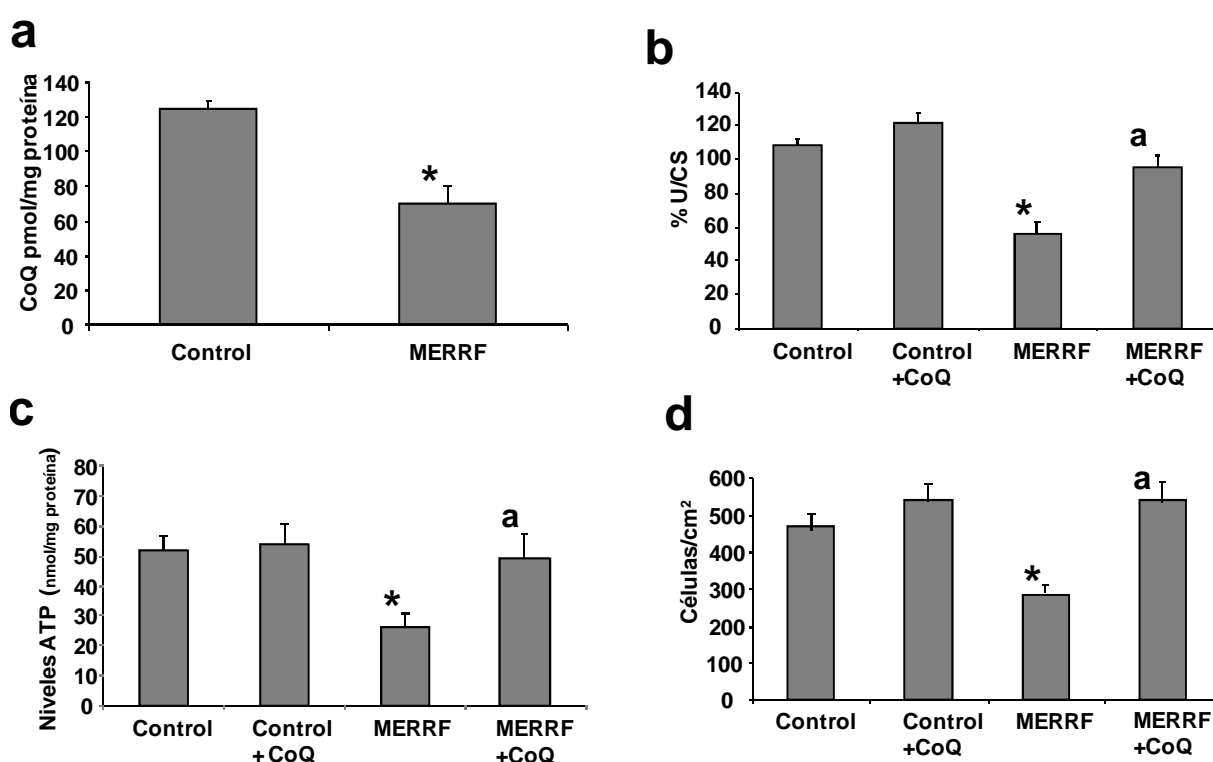 a
CoQ pmol/mg proteína
140
120
100
80
60
40
20
0
*
Control
MERRF
b
% U/CS
140
120
100
80
60
40
20
0
*
a
Control
Control
+CoQ
MERRF
MERRF
+CoQ
c
Niveles ATP (nmol/mg proteína)
80
70
60
50
40
30
20
10
0
*
a
Control
Control
+CoQ
MERRF
MERRF
+CoQ
d
Células/cm²
600
500
400
300
200
100
0
*
a
Control
Control
+CoQ
MERRF
MERRF
+CoQ